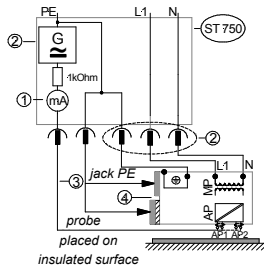 PE
L1
N
ST 750
2
G
1kOhm
1
mA
2
L1
N
jack PE
3
MP
4
AP
probe
AP1 AP2
placed on
insulated surface